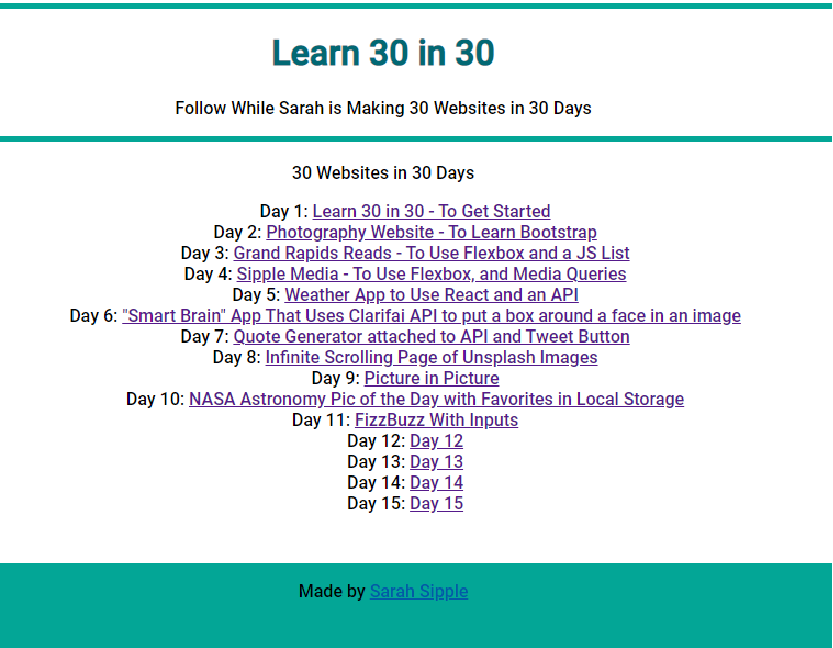 Learn 30 in 30
Follow While Sarah is Making 30 Websites in 30 Days
30 Websites in 30 Days
Day 1: Learn 30 in 30 - To Get Started
Day 2: Photography Website - To Learn Bootstrap
Day 3: Grand Rapids Reads - To Use Flexbox and a JS List
Day 4: Sipple Media - To Use Flexbox, and Media Queries
Day 5: Weather App to Use React and an API
Day 6: "Smart Brain" App That Uses Clarifai API to put a box around a face in an image
Day 7: Quote Generator attached to API and Tweet Button
Day 8: Infinite Scrolling Page of Unsplash Images
Day 9: Picture in Picture
Day 10: NASA Astronomy Pic of the Day with Favorites in Local Storage
Day 11: FizzBuzz With Inputs
Day 12: Day 12
Day 13: Day 13
Day 14: Day 14
Day 15: Day 15
Made by Sarah Sipple